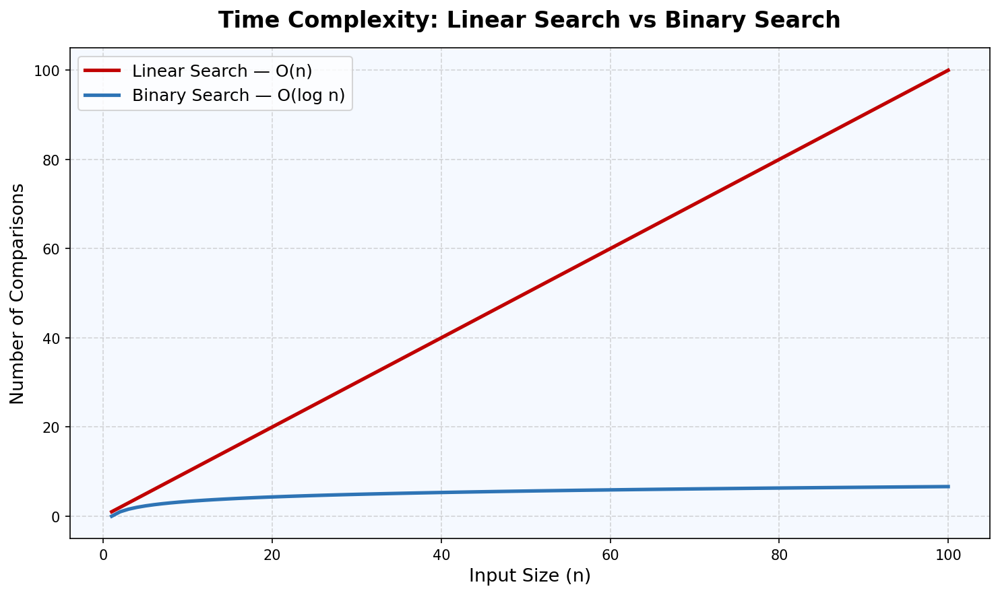 Time Complexity: Linear Search vs Binary Search
Linear Search — O(n)
Binary Search — O(log n)
Number of Comparisons
100
80
60
40
20
0
0 20 40 60 80 100
Input Size (n)